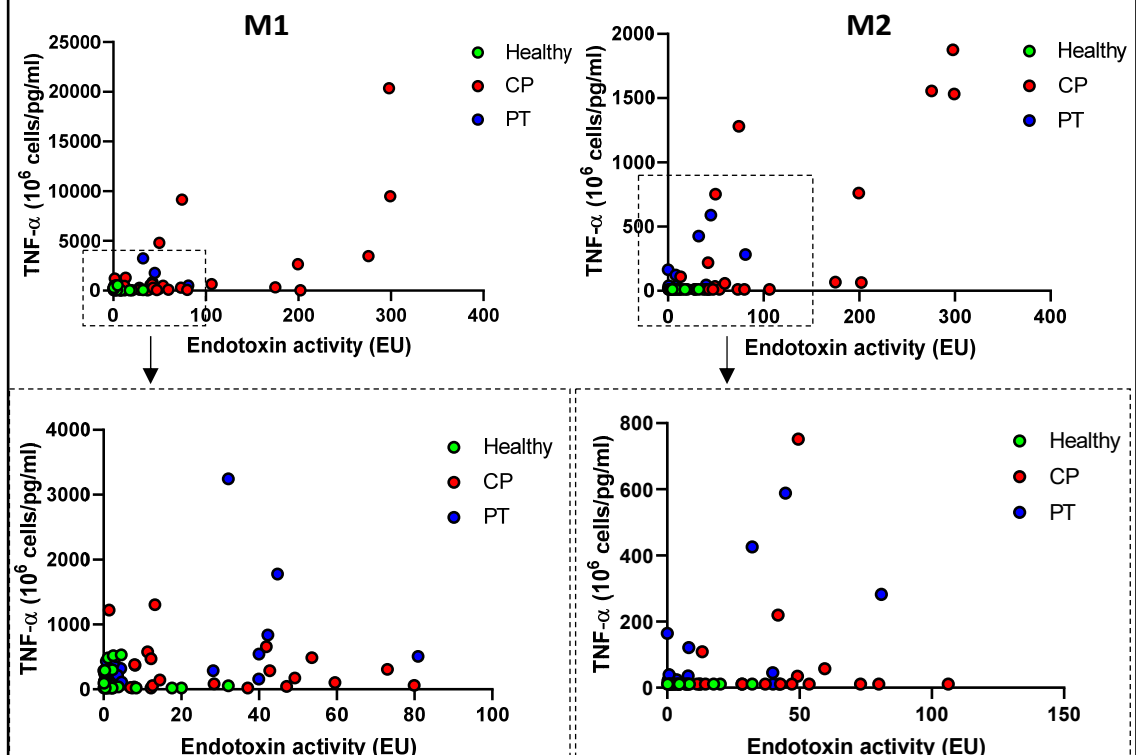 M1
M2
TNF-α (10⁶ cells/pg/ml)
25000
20000
15000
10000
5000
0
0 100 200 300 400
Endotoxin activity (EU)
Healthy
CP
PT
TNF-α (10⁶ cells/pg/ml)
2000
1500
1000
500
0
0 100 200 300 400
Endotoxin activity (EU)
Healthy
CP
PT
TNF-α (10⁶ cells/pg/ml)
4000
3000
2000
1000
0
0 20 40 60 80 100
Endotoxin activity (EU)
Healthy
CP
PT
TNF-α (10⁶ cells/pg/ml)
800
600
400
200
0
0 50 100 150
Endotoxin activity (EU)
Healthy
CP
PT